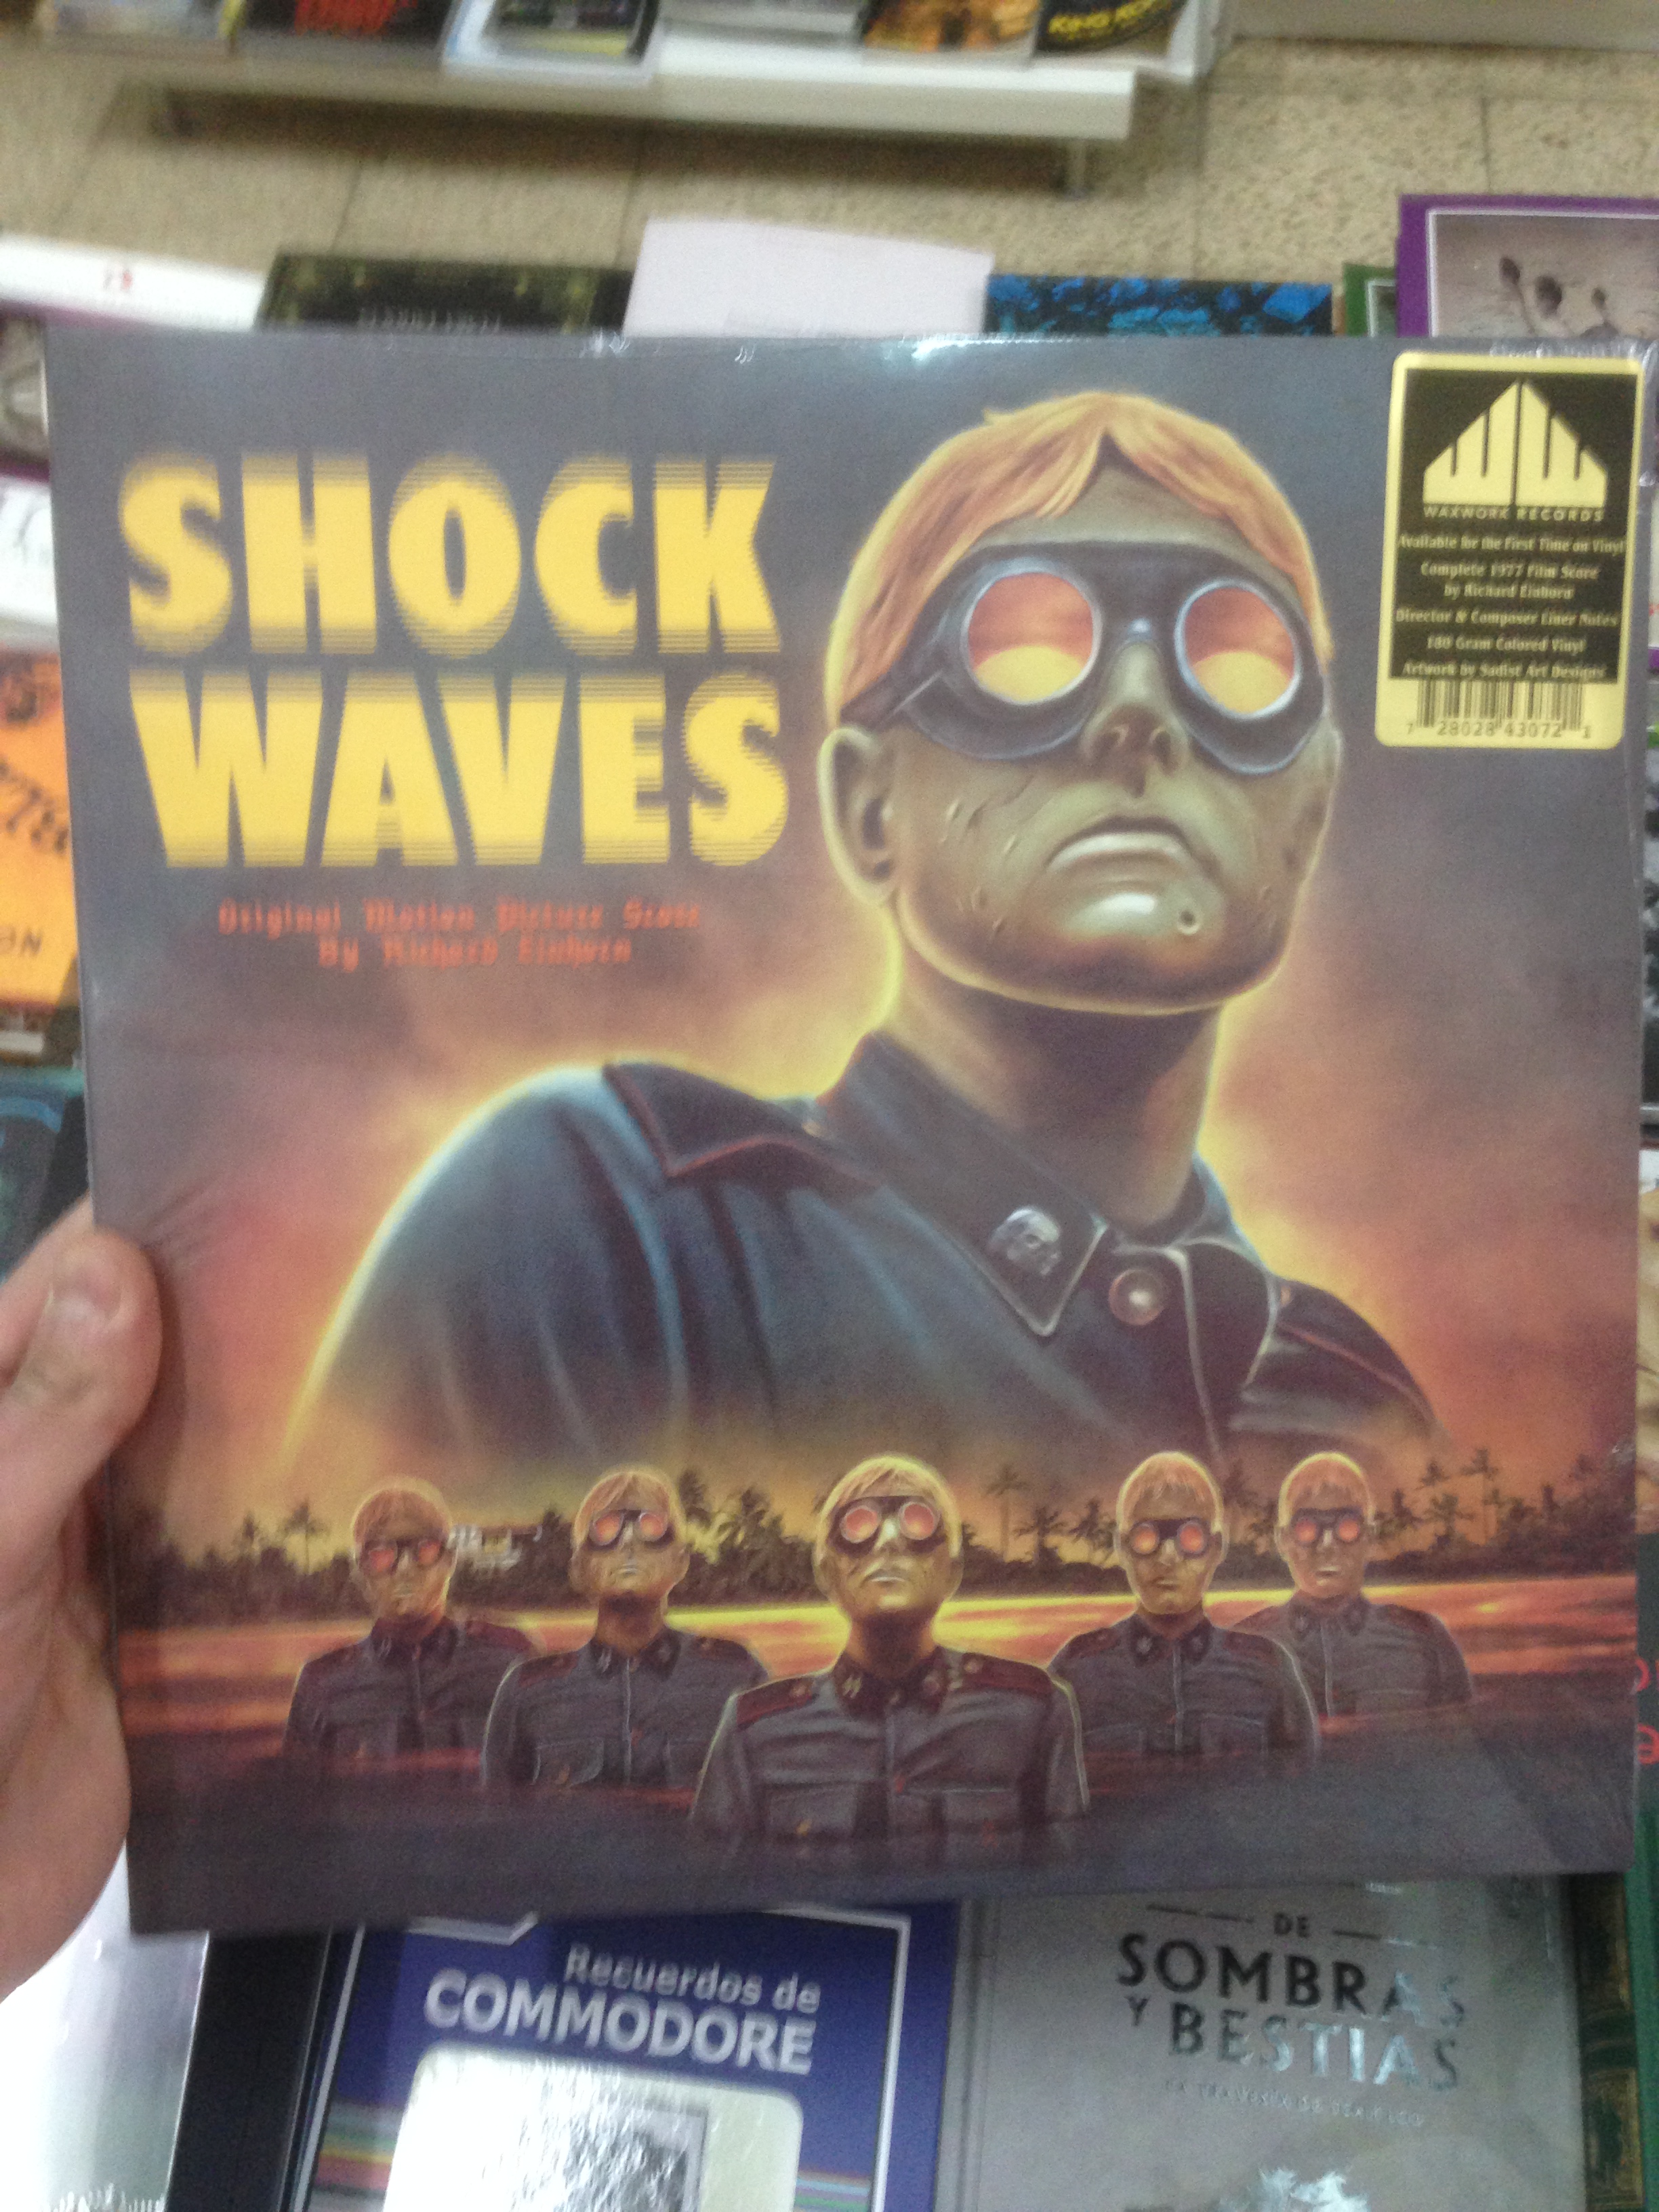 KING KONG
SHOCK
WAVES
Original Motion Picture Score
By Richard Einhorn
WAXWORK RECORDS
Available for the First Time on Vinyl
Complete 1977 Film Score
by Richard Einhorn
Director & Composer Liner Notes
180 Gram Colored Vinyl
Artwork by Sadist Art Designs
7 28028 43072 1
Recuerdos de
COMMODORE
DE
SOMBRAS
Y BESTIAS